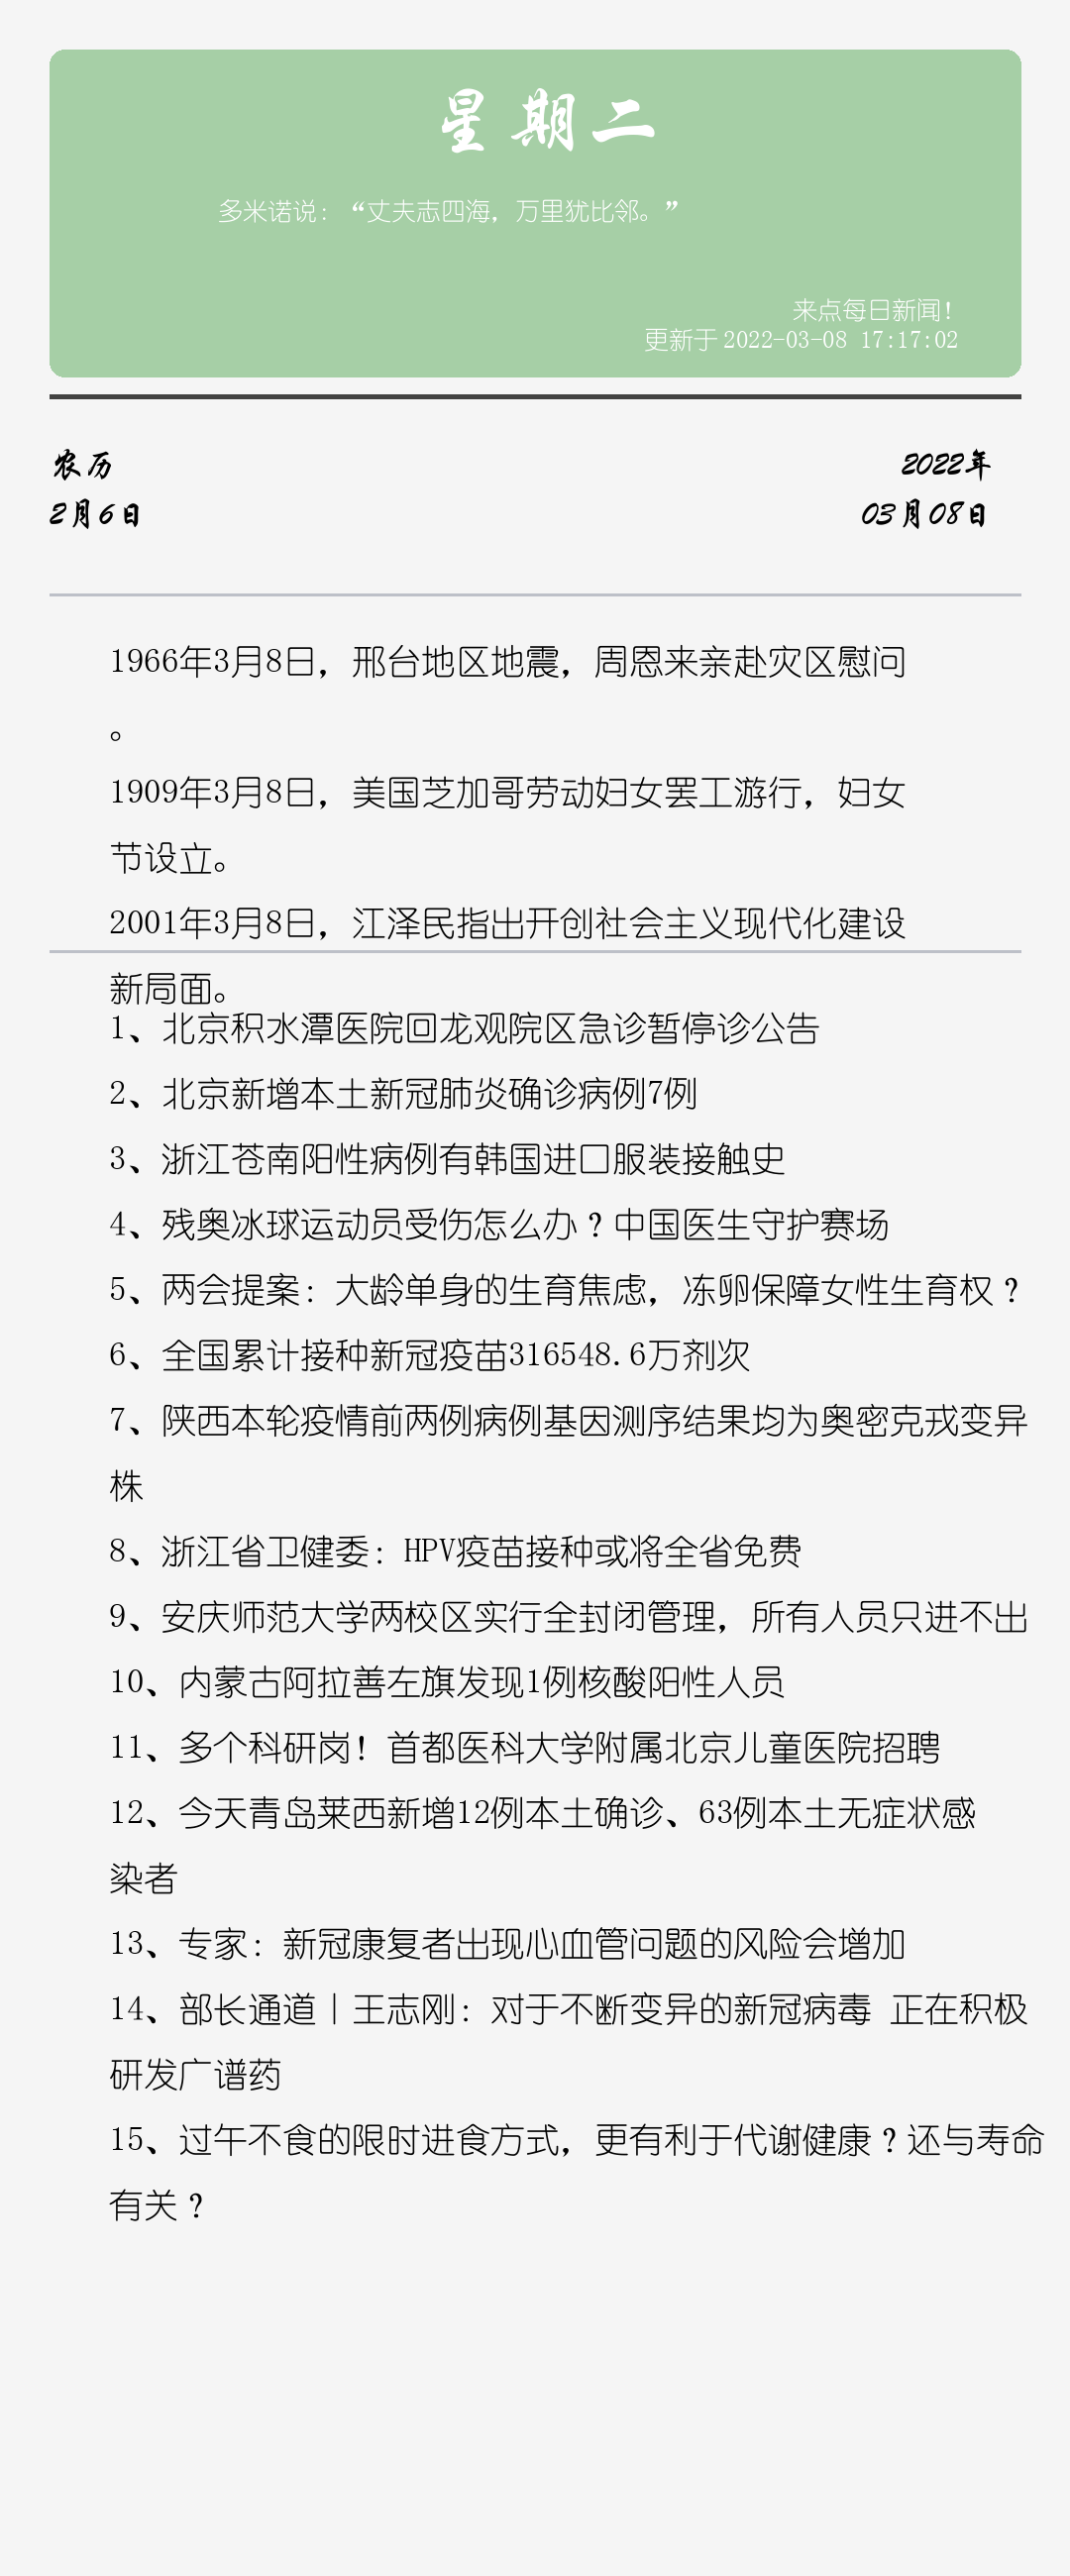 星期二
多米诺说：“丈夫志四海，万里犹比邻。”
来点每日新闻！
更新于 2022-03-08 17:17:02
农历
2022年
2月6日
03月08日
1966年3月8日，邢台地区地震，周恩来亲赴灾区慰问
。
1909年3月8日，美国芝加哥劳动妇女罢工游行，妇女
节设立。
2001年3月8日，江泽民指出开创社会主义现代化建设
新局面。
1、北京积水潭医院回龙观院区急诊暂停诊公告
2、北京新增本土新冠肺炎确诊病例7例
3、浙江苍南阳性病例有韩国进口服装接触史
4、残奥冰球运动员受伤怎么办？中国医生守护赛场
5、两会提案：大龄单身的生育焦虑，冻卵保障女性生育权？
6、全国累计接种新冠疫苗316548.6万剂次
7、陕西本轮疫情前两例病例基因测序结果均为奥密克戎变异
株
8、浙江省卫健委：HPV疫苗接种或将全省免费
9、安庆师范大学两校区实行全封闭管理，所有人员只进不出
10、内蒙古阿拉善左旗发现1例核酸阳性人员
11、多个科研岗！首都医科大学附属北京儿童医院招聘
12、今天青岛莱西新增12例本土确诊、63例本土无症状感
染者
13、专家：新冠康复者出现心血管问题的风险会增加
14、部长通道丨王志刚：对于不断变异的新冠病毒 正在积极
研发广谱药
15、过午不食的限时进食方式，更有利于代谢健康？还与寿命
有关？